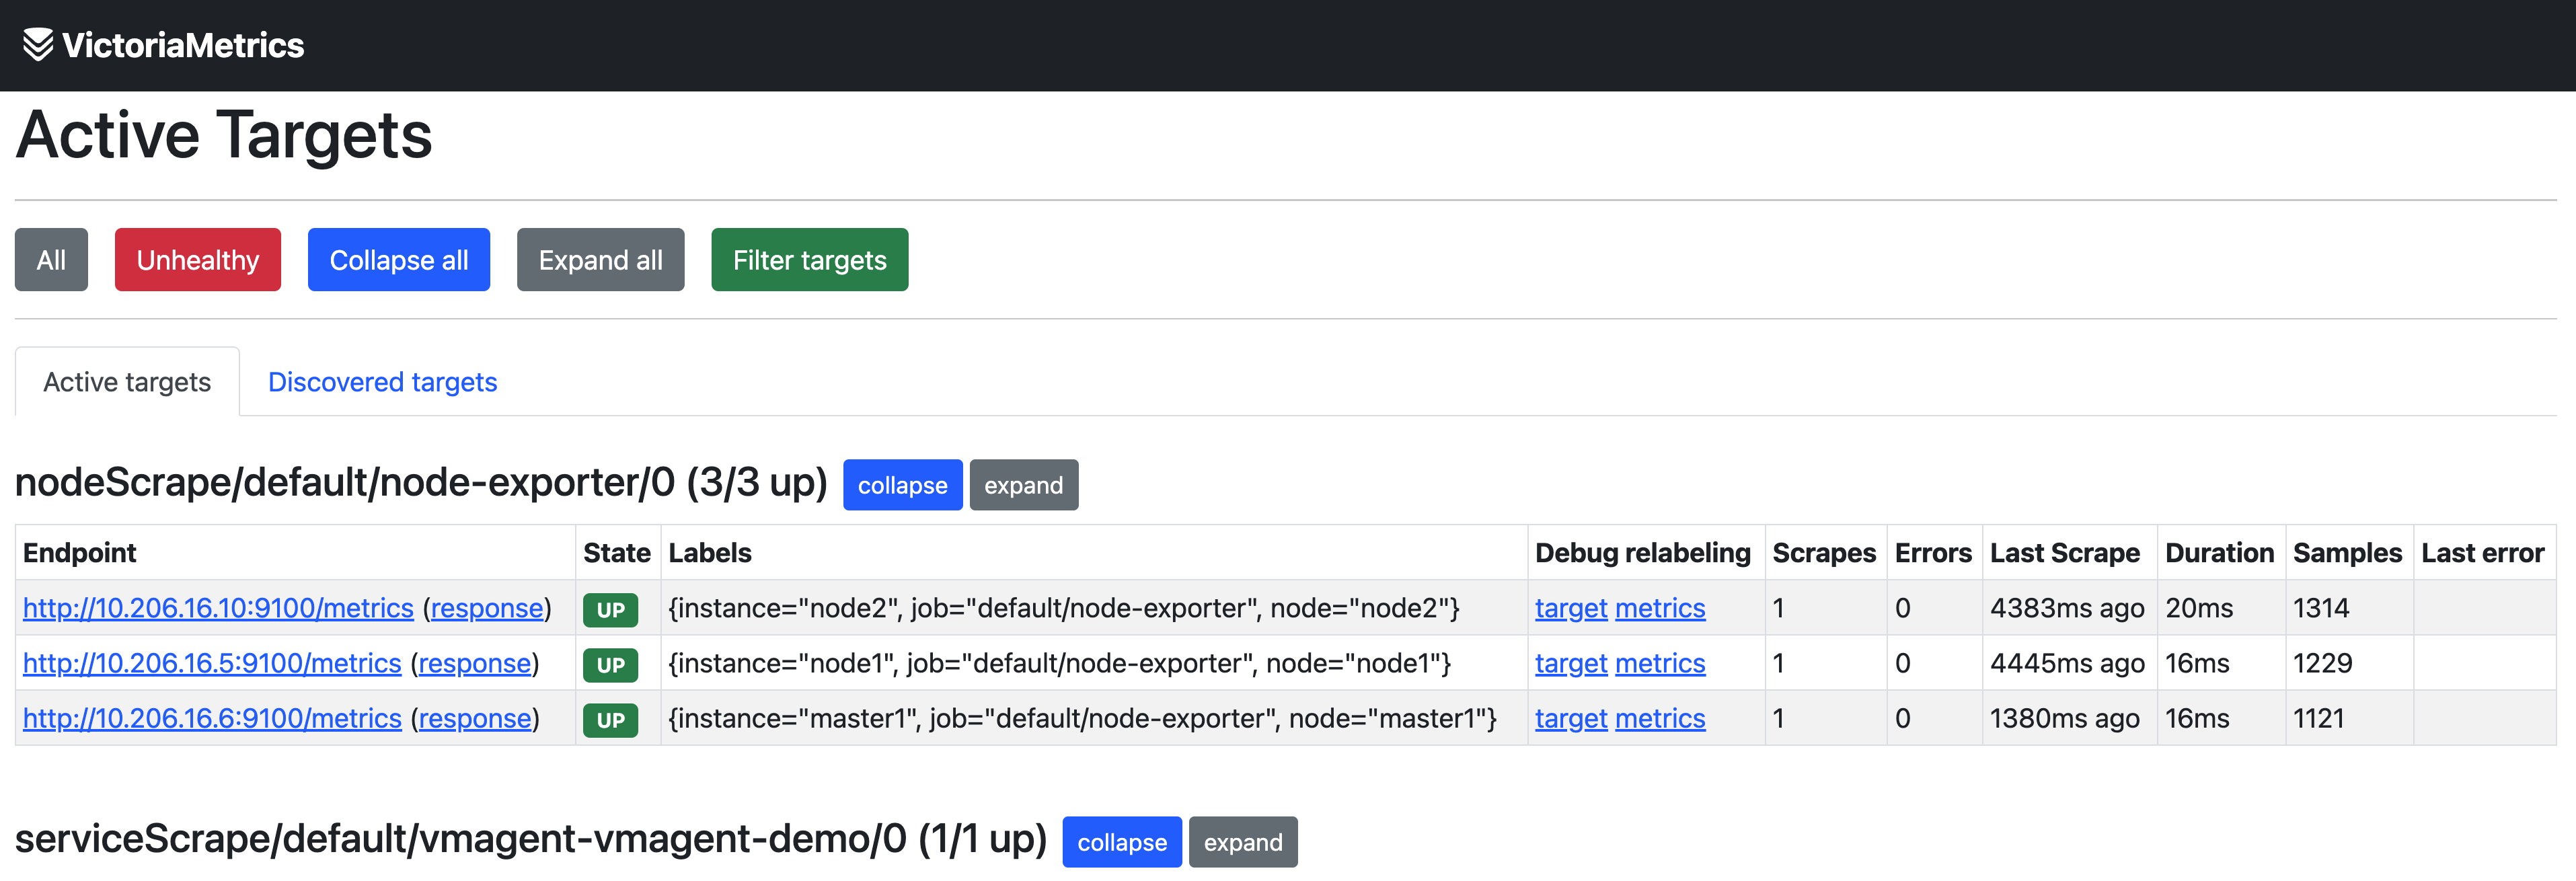 VictoriaMetrics
Active Targets
All Unhealthy Collapse all Expand all Filter targets
Active targets Discovered targets
nodeScrape/default/node-exporter/0 (3/3 up) collapse expand
Endpoint State Labels Debug relabeling Scrapes Errors Last Scrape Duration Samples Last error
http://10.206.16.10:9100/metrics (response) UP {instance="node2", job="default/node-exporter", node="node2"} target metrics 1 0 4383ms ago 20ms 1314
http://10.206.16.5:9100/metrics (response) UP {instance="node1", job="default/node-exporter", node="node1"} target metrics 1 0 4445ms ago 16ms 1229
http://10.206.16.6:9100/metrics (response) UP {instance="master1", job="default/node-exporter", node="master1"} target metrics 1 0 1380ms ago 16ms 1121
serviceScrape/default/vmagent-vmagent-demo/0 (1/1 up) collapse expand